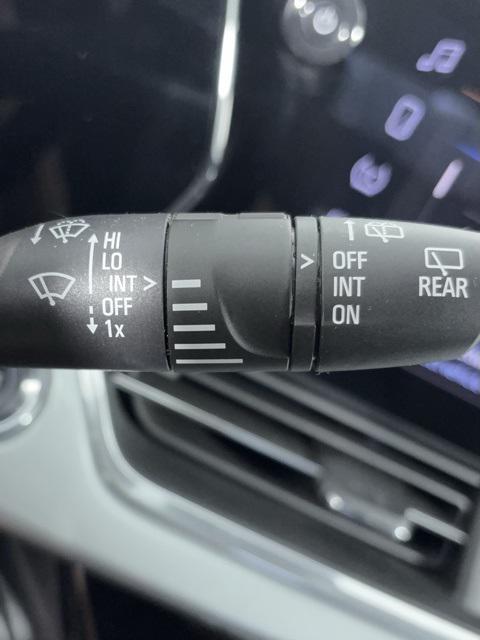 HI
LO
INT >
OFF
1x
> OFF
INT
ON
REAR